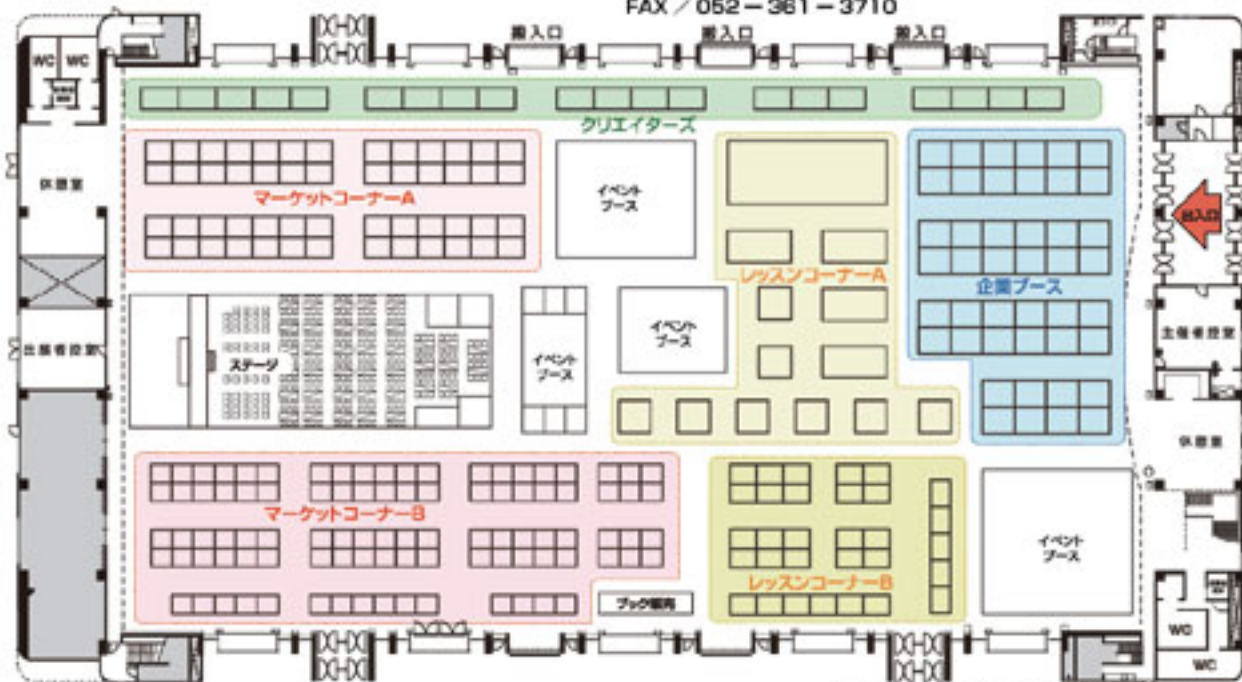 FAX / 052-361-3710
搬入口
搬入口
搬入口
WC
WC
クリエイターズ
休憩室
マーケットコーナーA
イベント
ブース
出入口
レッスンコーナーA
企業ブース
イベント
ブース
主催者控室
出展者控室
ステージ
イベント
ブース
休憩室
マーケットコーナーB
イベント
ブース
レッスンコーナーB
ブック販売
WC
WC